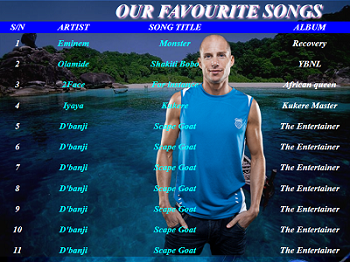 OUR FAVOURITE SONGS
S/N ARTIST SONG TITLE ALBUM
1 Eminem Monster Recovery
2 Olamide Shakiti Bobo YBNL
3 2Face For Instance African queen
4 Iyaya Kukere Kukere Master
5 D'banji Scape Goat The Entertainer
6 D'banji Scape Goat The Entertainer
7 D'banji Scape Goat The Entertainer
8 D'banji Scape Goat The Entertainer
9 D'banji Scape Goat The Entertainer
10 D'banji Scape Goat The Entertainer
11 D'banji Scape Goat The Entertainer